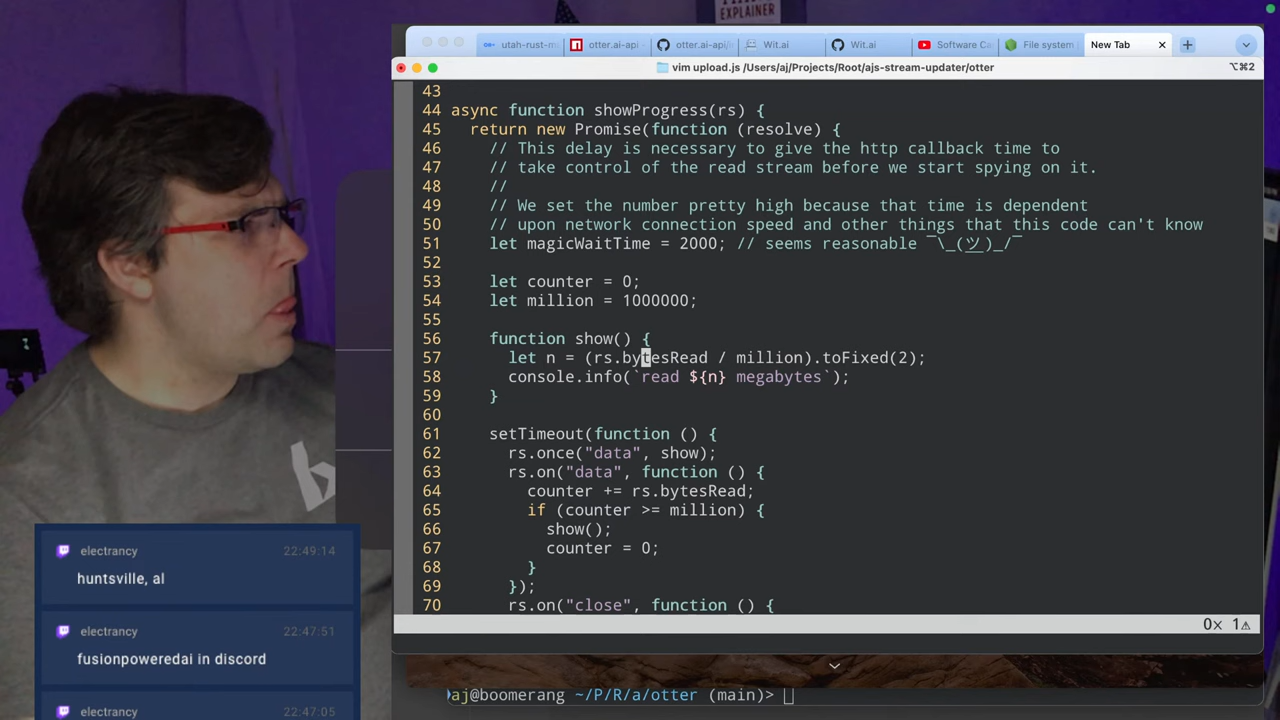 EXPLAINER
utah-rust-m
otter.ai-api
otter.ai-api/
Wit.ai
Wit.ai
Software Ca
File system
New Tab
vim upload.js /Users/aj/Projects/Root/ajs-stream-updater/otter
⌥⌘2
43
44 async function showProgress(rs) {
45 return new Promise(function (resolve) {
46 // This delay is necessary to give the http callback time to
47 // take control of the read stream before we start spying on it.
48 //
49 // We set the number pretty high because that time is dependent
50 // upon network connection speed and other things that this code can't know
51 let magicWaitTime = 2000; // seems reasonable ¯\_(ツ)_/¯
52
53 let counter = 0;
54 let million = 1000000;
55
56 function show() {
57 let n = (rs.bytesRead / million).toFixed(2);
58 console.info(`read ${n} megabytes`);
59 }
60
61 setTimeout(function () {
62 rs.once("data", show);
63 rs.on("data", function () {
64 counter += rs.bytesRead;
65 if (counter >= million) {
66 show();
67 counter = 0;
68 }
69 });
70 rs.on("close", function () {
0× 1⚠
aj@boomerang ~/P/R/a/otter (main)>
electrancy 22:49:14
huntsville, al
electrancy 22:47:51
fusionpoweredai in discord
electrancy 22:47:05